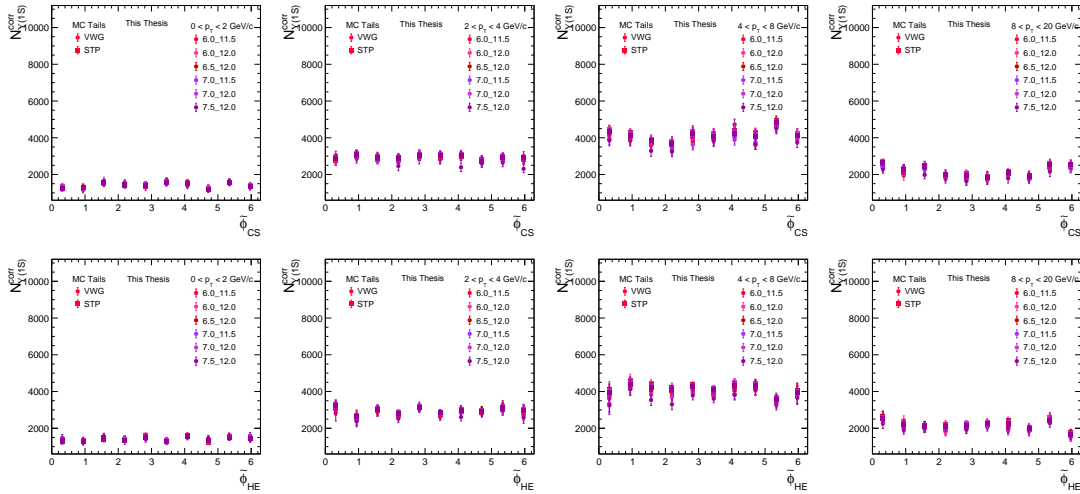 N^corr_Υ(1S)
MC Tails This Thesis 0 < p_T < 2 GeV/c
VWG
STP
6.0_11.5
6.0_12.0
6.5_12.0
7.0_11.5
7.0_12.0
7.5_12.0
10000
8000
6000
4000
2000
0 1 2 3 4 5 6
φ̃_CS
N^corr_Υ(1S)
MC Tails This Thesis 2 < p_T < 4 GeV/c
VWG
STP
6.0_11.5
6.0_12.0
6.5_12.0
7.0_11.5
7.0_12.0
7.5_12.0
10000
8000
6000
4000
2000
0 1 2 3 4 5 6
φ̃_CS
N^corr_Υ(1S)
MC Tails This Thesis 4 < p_T < 8 GeV/c
VWG
STP
6.0_11.5
6.0_12.0
6.5_12.0
7.0_11.5
7.0_12.0
7.5_12.0
10000
8000
6000
4000
2000
0 1 2 3 4 5 6
φ̃_CS
N^corr_Υ(1S)
MC Tails This Thesis 8 < p_T < 20 GeV/c
VWG
STP
6.0_11.5
6.0_12.0
6.5_12.0
7.0_11.5
7.0_12.0
7.5_12.0
10000
8000
6000
4000
2000
0 1 2 3 4 5 6
φ̃_CS
N^corr_Υ(1S)
MC Tails This Thesis 0 < p_T < 2 GeV/c
VWG
STP
6.0_11.5
6.0_12.0
6.5_12.0
7.0_11.5
7.0_12.0
7.5_12.0
10000
8000
6000
4000
2000
0 1 2 3 4 5 6
φ̃_HE
N^corr_Υ(1S)
MC Tails This Thesis 2 < p_T < 4 GeV/c
VWG
STP
6.0_11.5
6.0_12.0
6.5_12.0
7.0_11.5
7.0_12.0
7.5_12.0
10000
8000
6000
4000
2000
0 1 2 3 4 5 6
φ̃_HE
N^corr_Υ(1S)
MC Tails This Thesis 4 < p_T < 8 GeV/c
VWG
STP
6.0_11.5
6.0_12.0
6.5_12.0
7.0_11.5
7.0_12.0
7.5_12.0
10000
8000
6000
4000
2000
0 1 2 3 4 5 6
φ̃_HE
N^corr_Υ(1S)
MC Tails This Thesis 8 < p_T < 20 GeV/c
VWG
STP
6.0_11.5
6.0_12.0
6.5_12.0
7.0_11.5
7.0_12.0
7.5_12.0
10000
8000
6000
4000
2000
0 1 2 3 4 5 6
φ̃_HE